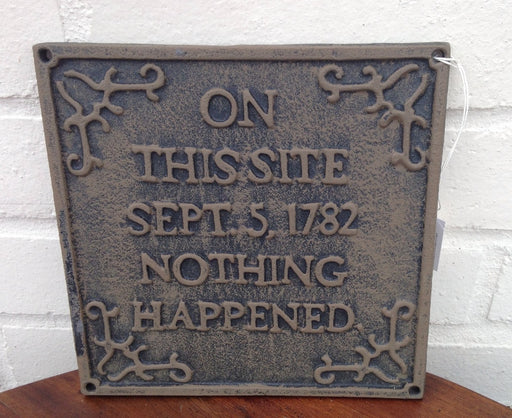 ON
THIS SITE
SEPT. 5, 1782
NOTHING
HAPPENED